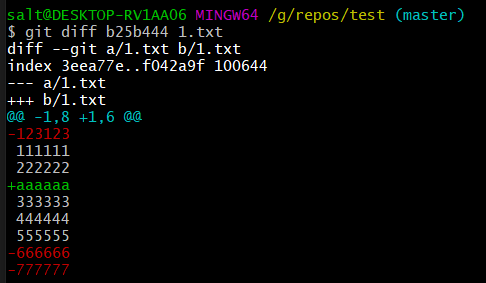 salt@DESKTOP-RV1AA06 MINGW64 /g/repos/test (master)
$ git diff b25b444 1.txt
diff --git a/1.txt b/1.txt
index 3eea77e..f042a9f 100644
--- a/1.txt
+++ b/1.txt
@@ -1,8 +1,6 @@
-123123
 111111
 222222
+aaaaaa
 333333
 444444
 555555
-666666
-777777